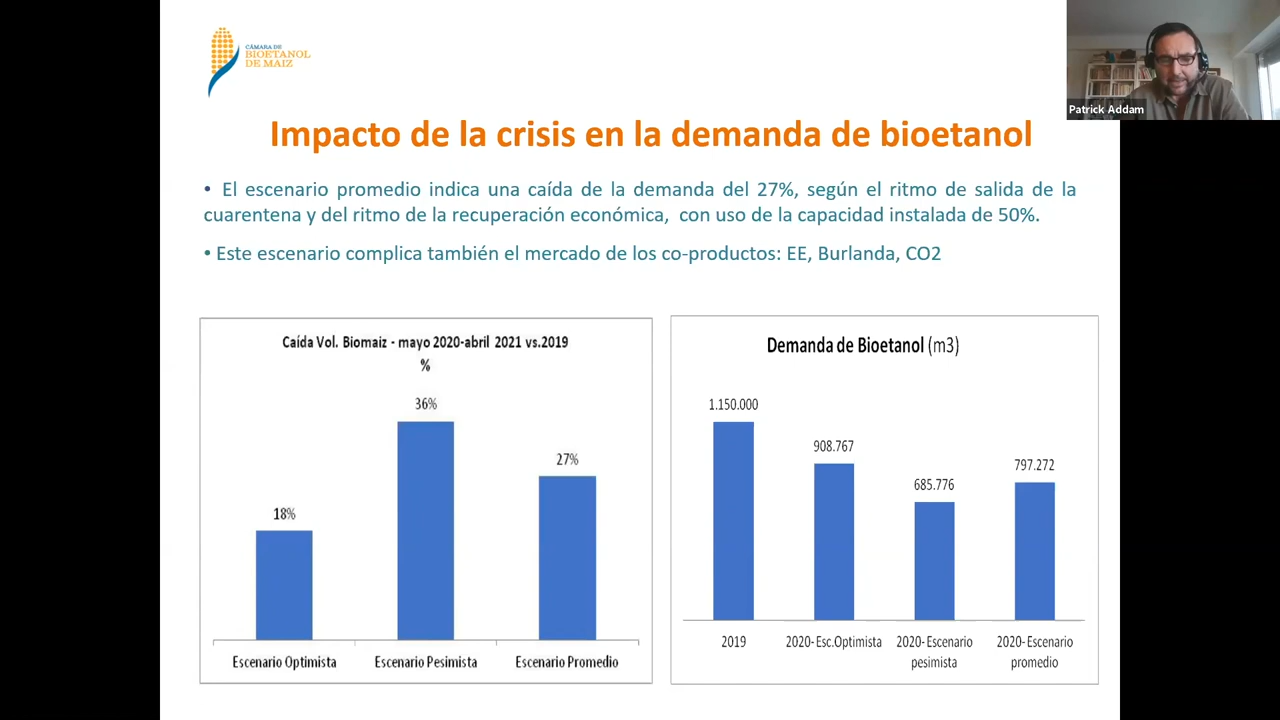 CÁMARA DE
BIOETANOL
DE MAIZ
Patrick Addam
Impacto de la crisis en la demanda de bioetanol
• El escenario promedio indica una caída de la demanda del 27%, según el ritmo de salida de la
cuarentena y del ritmo de la recuperación económica, con uso de la capacidad instalada de 50%.
• Este escenario complica también el mercado de los co-productos: EE, Burlanda, CO2
Caída Vol. Biomaiz - mayo 2020-abril 2021 vs.2019
%
36%
27%
18%
Escenario Optimista
Escenario Pesimista
Escenario Promedio
Demanda de Bioetanol (m3)
1.150.000
908.767
685.776
797.272
2019
2020- Esc.Optimista
2020- Escenario
pesimista
2020- Escenario
promedio